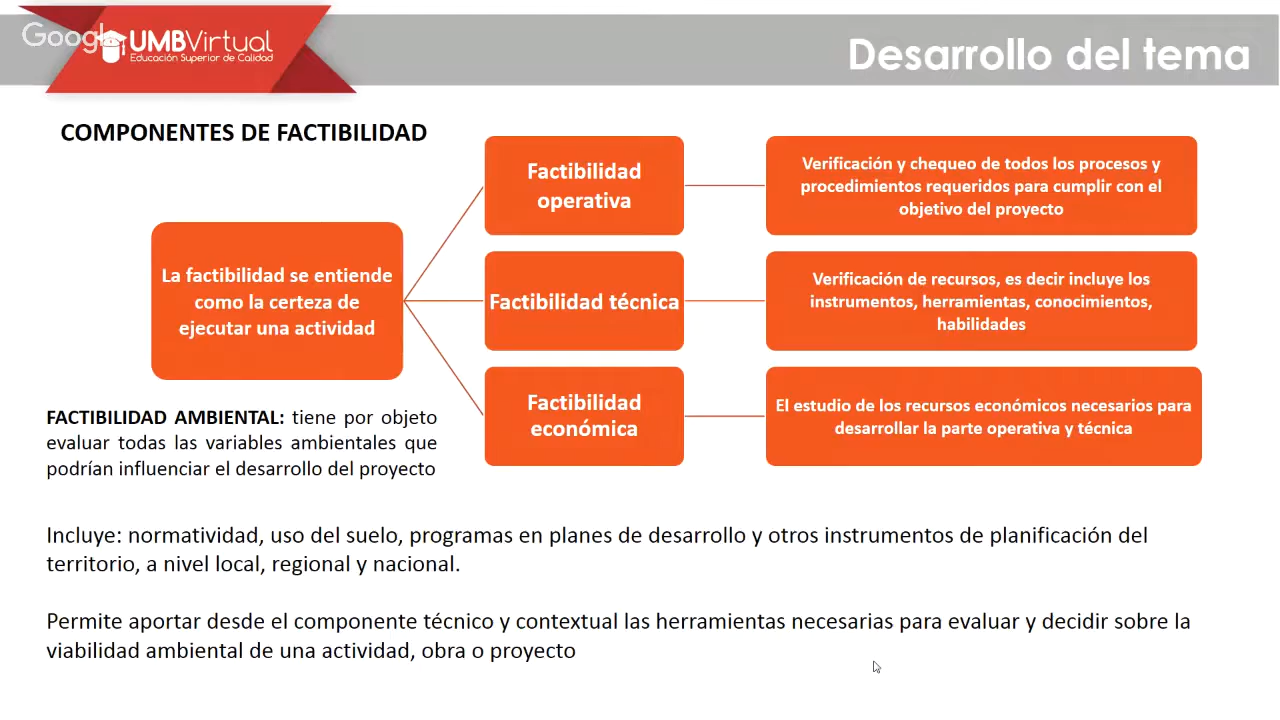 Google
UMBVirtual
Educación Superior de Calidad
Desarrollo del tema
COMPONENTES DE FACTIBILIDAD
La factibilidad se entiende
como la certeza de
ejecutar una actividad
Factibilidad
operativa
Verificación y chequeo de todos los procesos y
procedimientos requeridos para cumplir con el
objetivo del proyecto
Factibilidad técnica
Verificación de recursos, es decir incluye los
instrumentos, herramientas, conocimientos,
habilidades
Factibilidad
económica
El estudio de los recursos económicos necesarios para
desarrollar la parte operativa y técnica
FACTIBILIDAD AMBIENTAL: tiene por objeto
evaluar todas las variables ambientales que
podrían influenciar el desarrollo del proyecto
Incluye: normatividad, uso del suelo, programas en planes de desarrollo y otros instrumentos de planificación del
territorio, a nivel local, regional y nacional.
Permite aportar desde el componente técnico y contextual las herramientas necesarias para evaluar y decidir sobre la
viabilidad ambiental de una actividad, obra o proyecto